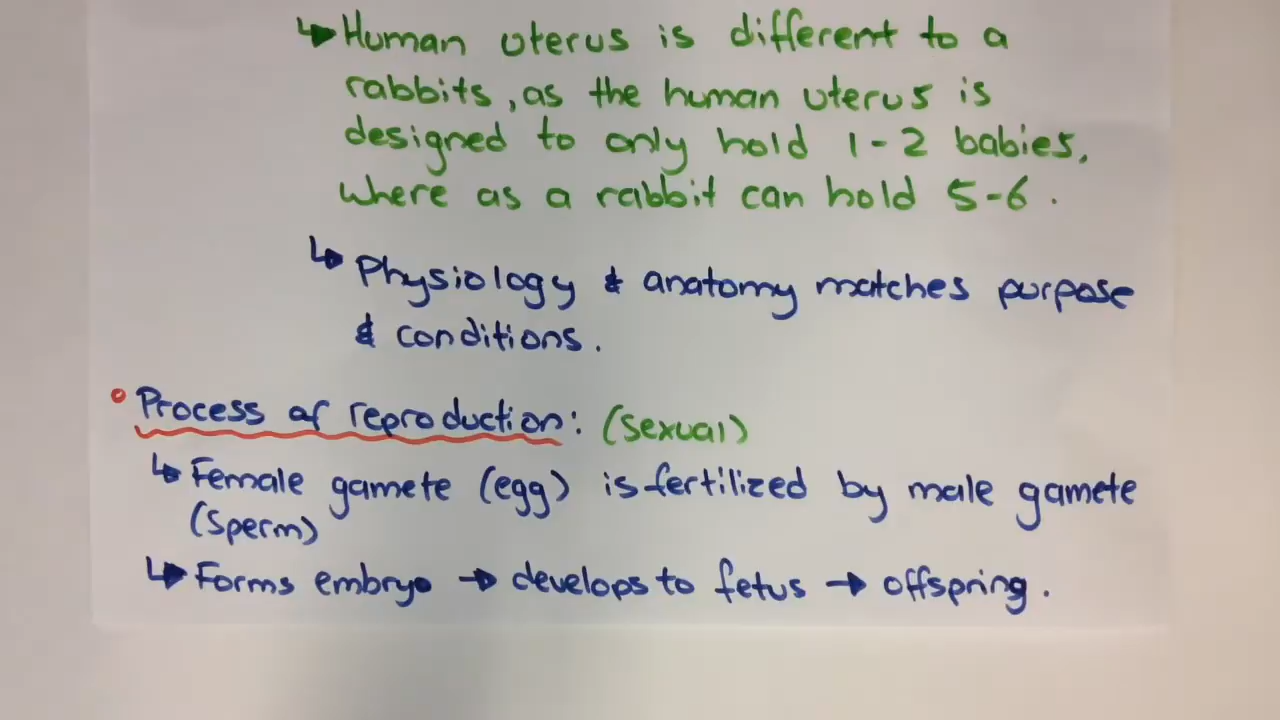 ↳ Human uterus is different to a
rabbits, as the human uterus is
designed to only hold 1-2 babies,
where as a rabbit can hold 5-6.
↳ Physiology & anatomy matches purpose
& conditions.
• Process of reproduction: (sexual)
↳ Female gamete (egg) is fertilized by male gamete
(sperm)
↳ Forms embryo → develops to fetus → offspring.